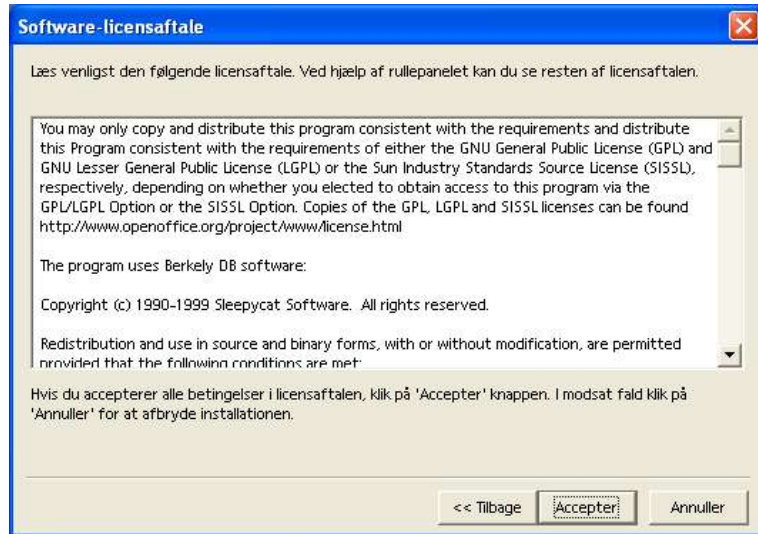 Software-licensaftale
Læs venligst den følgende licensaftale. Ved hjælp af rullepanelet kan du se resten af licensaftalen.
You may only copy and distribute this program consistent with the requirements and distribute
this Program consistent with the requirements of either the GNU General Public License (GPL) and
GNU Lesser General Public License (LGPL) or the Sun Industry Standards Source License (SISSL),
respectively, depending on whether you elected to obtain access to this program via the
GPL/LGPL Option or the SISSL Option. Copies of the GPL, LGPL and SISSL licenses can be found
http://www.openoffice.org/project/www/license.html
The program uses Berkely DB software:
Copyright (c) 1990-1999 Sleepycat Software. All rights reserved.
Redistribution and use in source and binary forms, with or without modification, are permitted
provided that the following conditions are met:
Hvis du accepterer alle betingelser i licensaftalen, klik på 'Accepter' knappen. I modsat fald klik på
'Annuller' for at afbryde installationen.
<< Tilbage Accepter Annuller